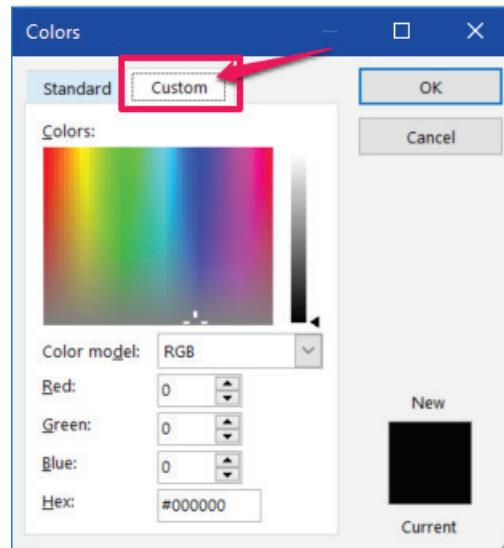 Colors
Standard Custom
OK
Cancel
Colors:
Color model: RGB
Red: 0
Green: 0
Blue: 0
Hex: #000000
New
Current